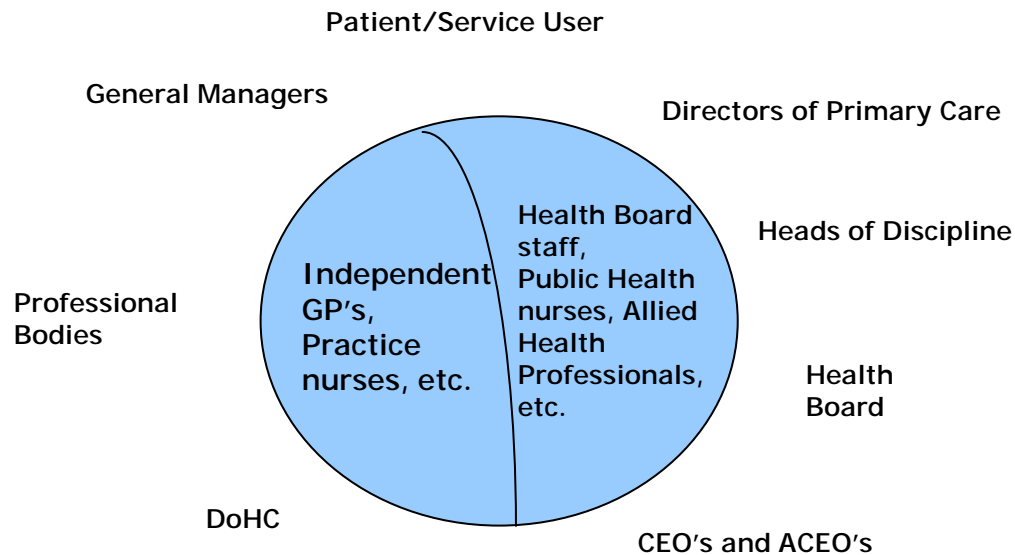 Patient/Service User
General Managers
Directors of Primary Care
Health Board
staff,
Public Health
nurses, Allied
Health
Professionals,
etc.
Heads of Discipline
Independent
GP's,
Practice
nurses, etc.
Professional
Bodies
Health
Board
DoHC
CEO's and ACEO's